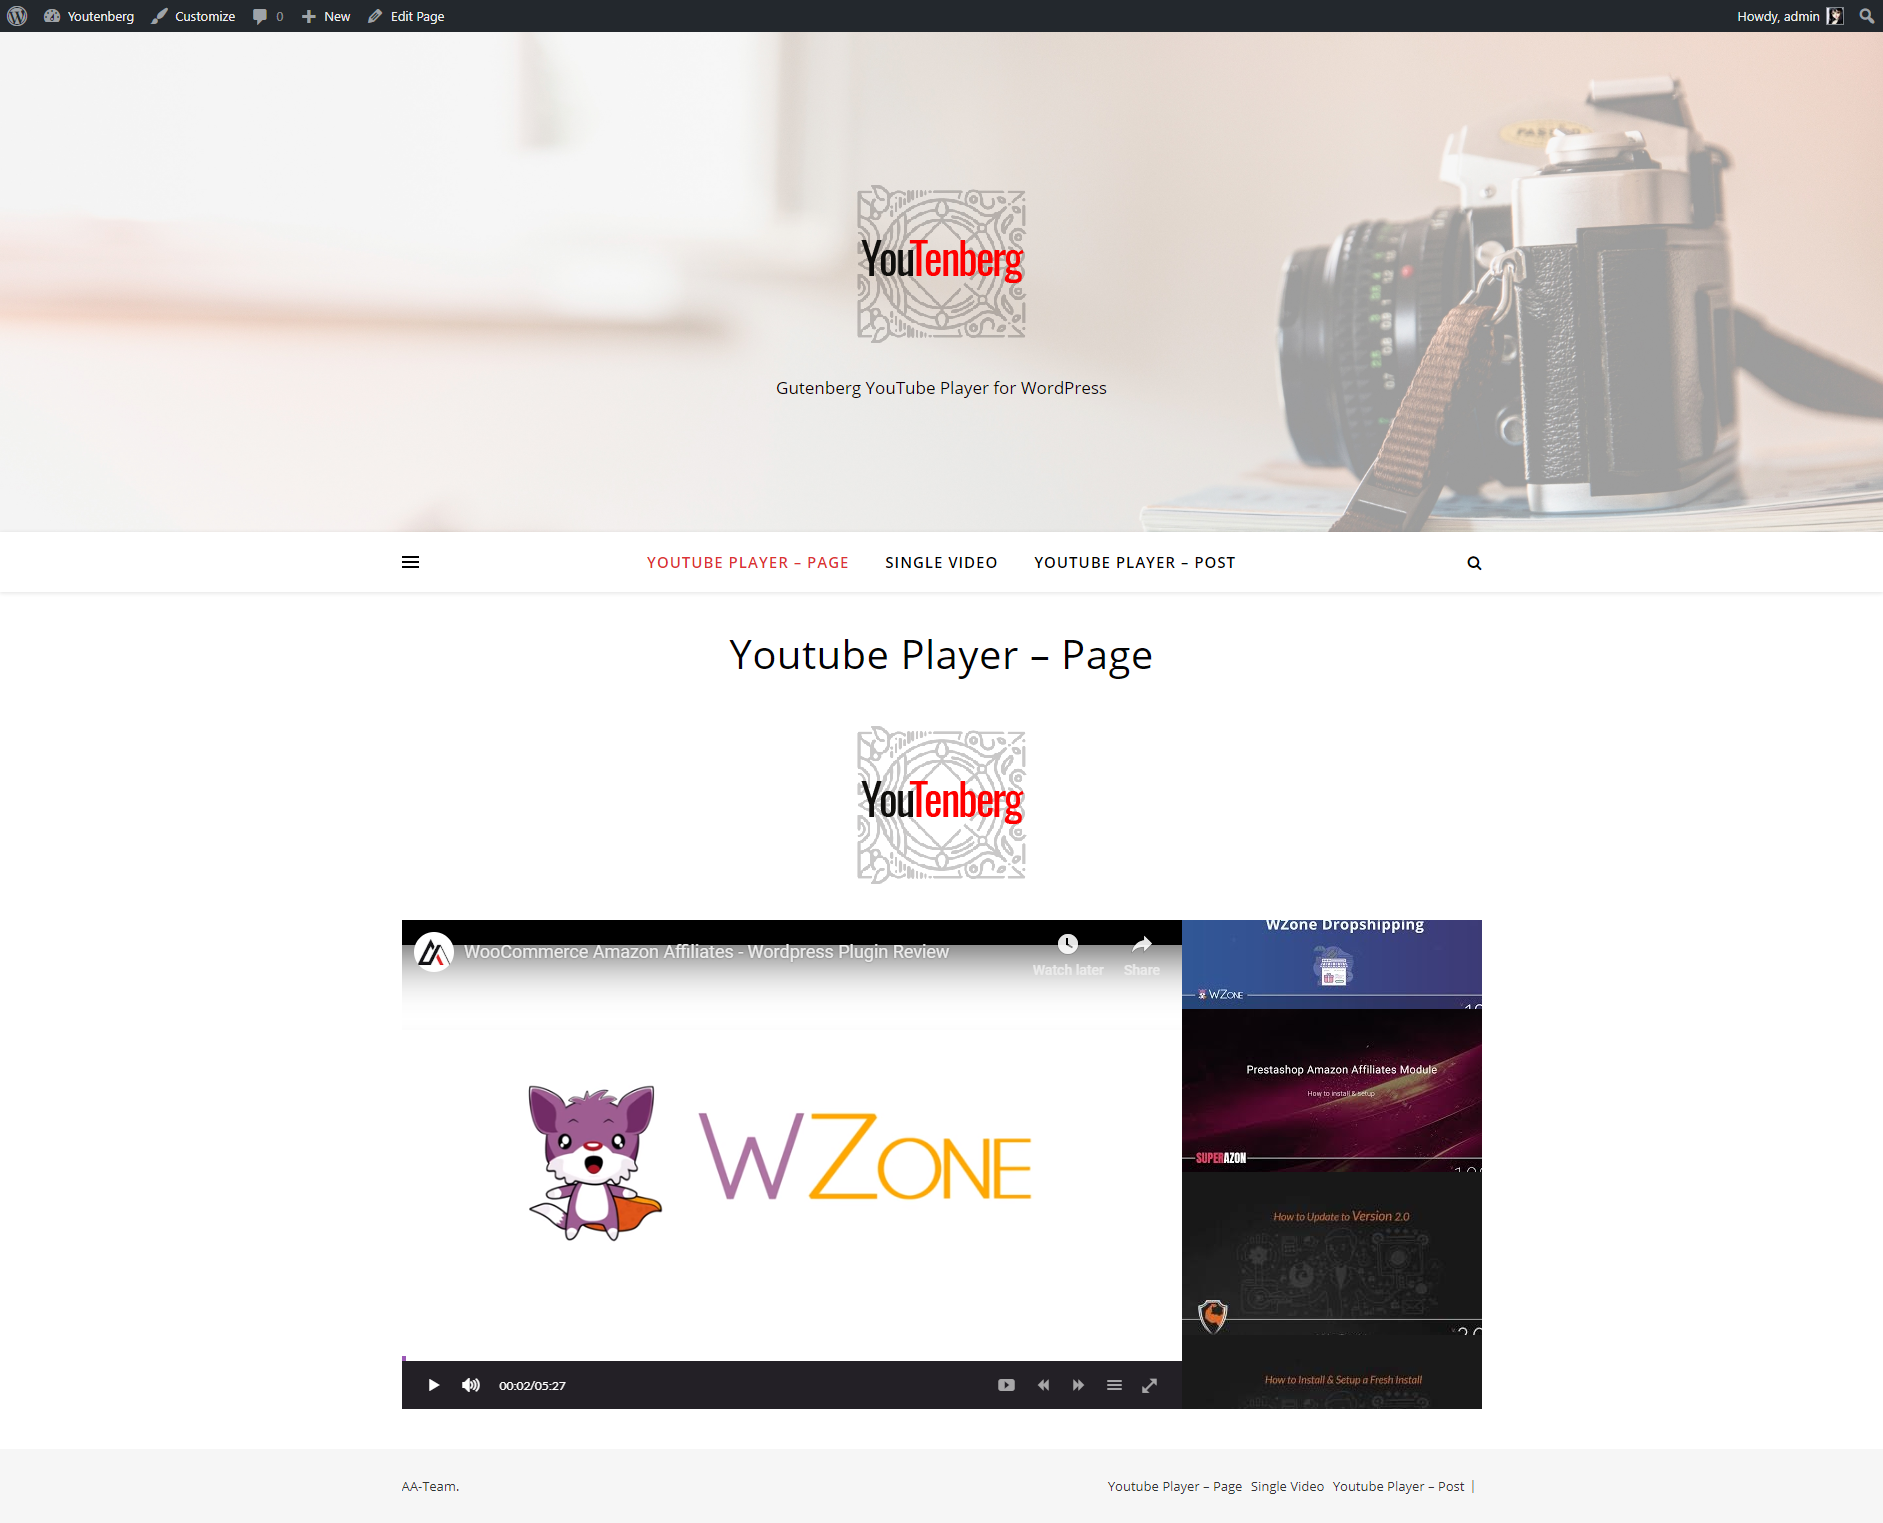 Youtenberg
Customize
0
New
Edit Page
Howdy, admin
YouTenberg
Gutenberg YouTube Player for WordPress
YOUTUBE PLAYER – PAGE
SINGLE VIDEO
YOUTUBE PLAYER – POST
Youtube Player – Page
YouTenberg
WooCommerce Amazon Affiliates - Wordpress Plugin Review
Watch later
Share
WZONE
00:02/05:27
WZone Dropshipping
WZONE
Prestashop Amazon Affiliates Module
How to install & setup
SUPERAZON
How to Update to Version 2.0
How to Install & Setup a Fresh Install
AA-Team.
Youtube Player – Page Single Video Youtube Player – Post |